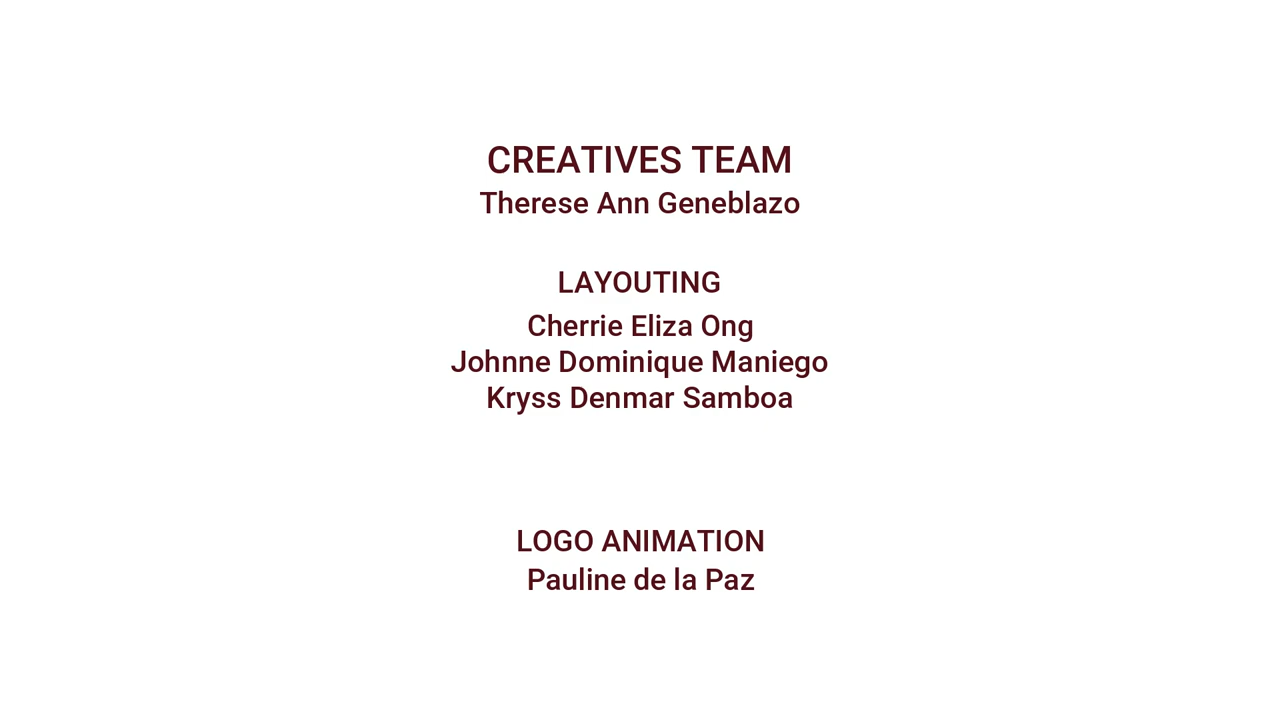 CREATIVES TEAM
Therese Ann Geneblazo
LAYOUTING
Cherrie Eliza Ong
Johnne Dominique Maniego
Kryss Denmar Samboa
LOGO ANIMATION
Pauline de la Paz